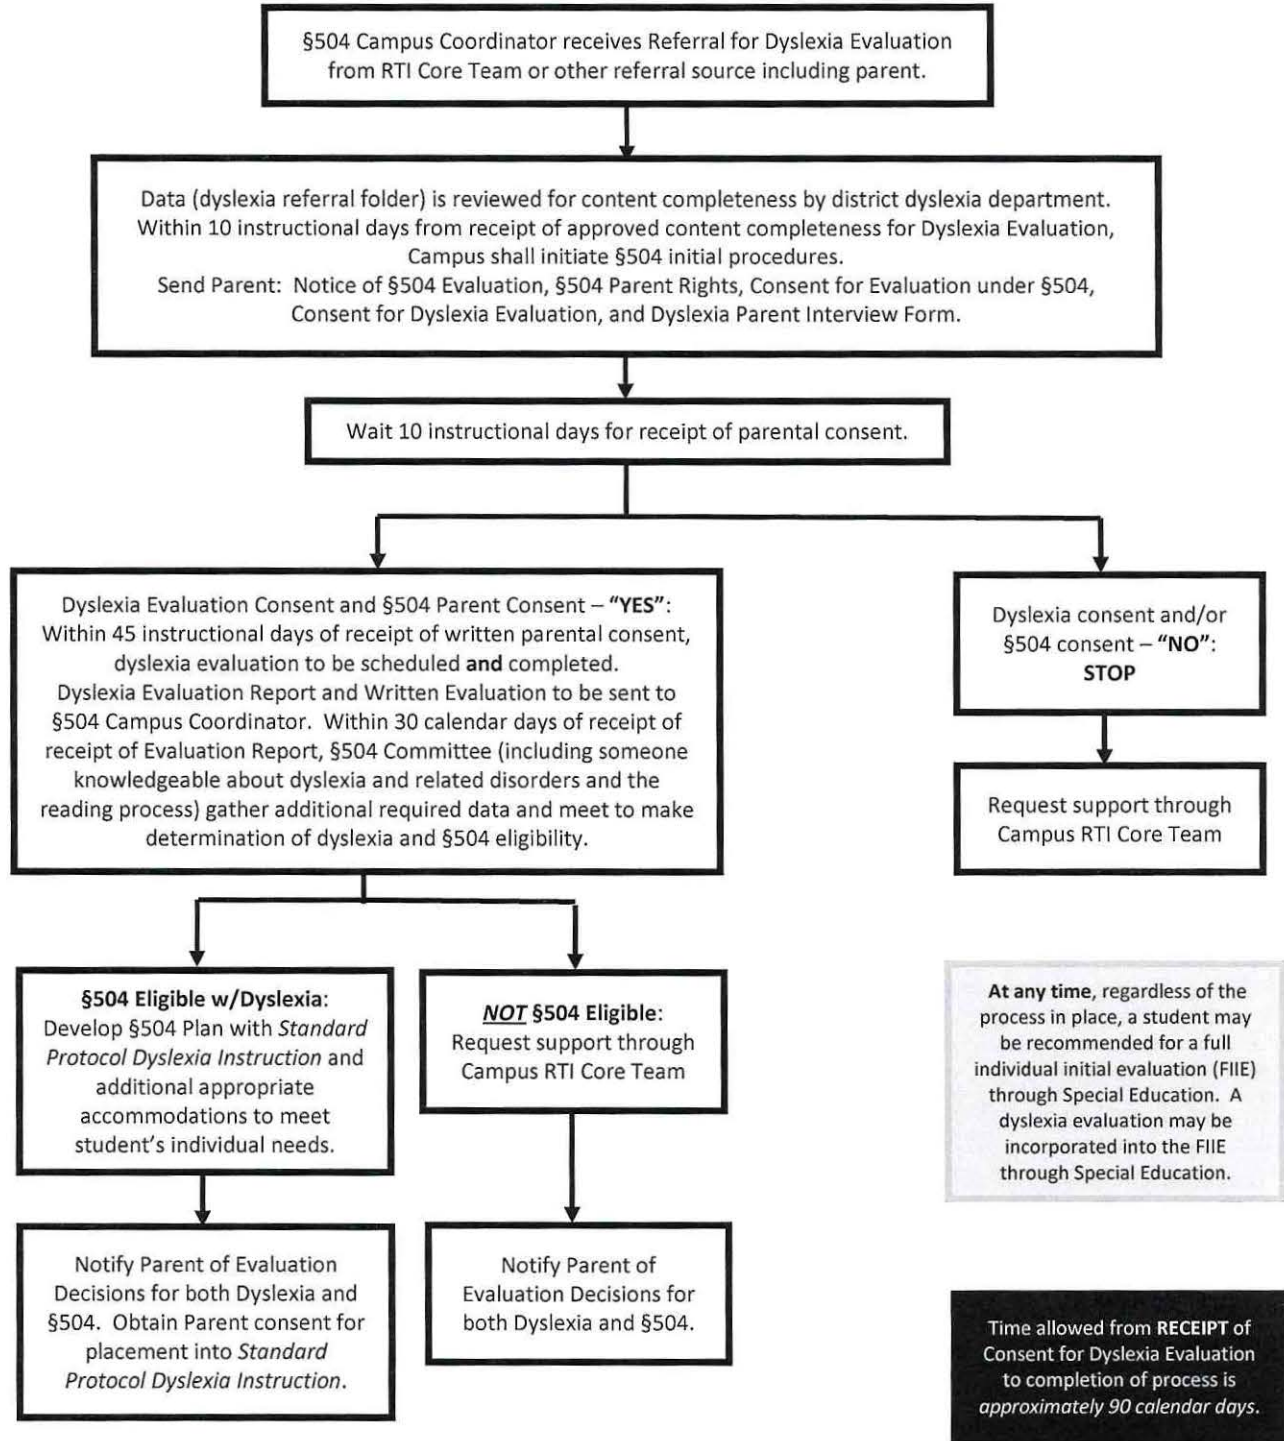 §504 Campus Coordinator receives Referral for Dyslexia Evaluation
from RTI Core Team or other referral source including parent.
Data (dyslexia referral folder) is reviewed for content completeness by district dyslexia department.
Within 10 instructional days from receipt of approved content completeness for Dyslexia Evaluation,
Campus shall initiate §504 initial procedures.
Send Parent: Notice of §504 Evaluation, §504 Parent Rights, Consent for Evaluation under §504,
Consent for Dyslexia Evaluation, and Dyslexia Parent Interview Form.
Wait 10 instructional days for receipt of parental consent.
Dyslexia Evaluation Consent and §504 Parent Consent – “YES”:
Within 45 instructional days of receipt of written parental consent,
dyslexia evaluation to be scheduled and completed.
Dyslexia Evaluation Report and Written Evaluation to be sent to
§504 Campus Coordinator. Within 30 calendar days of receipt of
receipt of Evaluation Report, §504 Committee (including someone
knowledgeable about dyslexia and related disorders and the
reading process) gather additional required data and meet to make
determination of dyslexia and §504 eligibility.
Dyslexia consent and/or
§504 consent – “NO”:
STOP
Request support through
Campus RTI Core Team
§504 Eligible w/Dyslexia:
Develop §504 Plan with Standard
Protocol Dyslexia Instruction and
additional appropriate
accommodations to meet
student’s individual needs.
NOT §504 Eligible:
Request support through
Campus RTI Core Team
At any time, regardless of the
process in place, a student may
be recommended for a full
individual initial evaluation (FIIE)
through Special Education. A
dyslexia evaluation may be
incorporated into the FIIE
through Special Education.
Notify Parent of Evaluation
Decisions for both Dyslexia and
§504. Obtain Parent consent for
placement into Standard
Protocol Dyslexia Instruction.
Notify Parent of
Evaluation Decisions for
both Dyslexia and §504.
Time allowed from RECEIPT of
Consent for Dyslexia Evaluation
to completion of process is
approximately 90 calendar days.